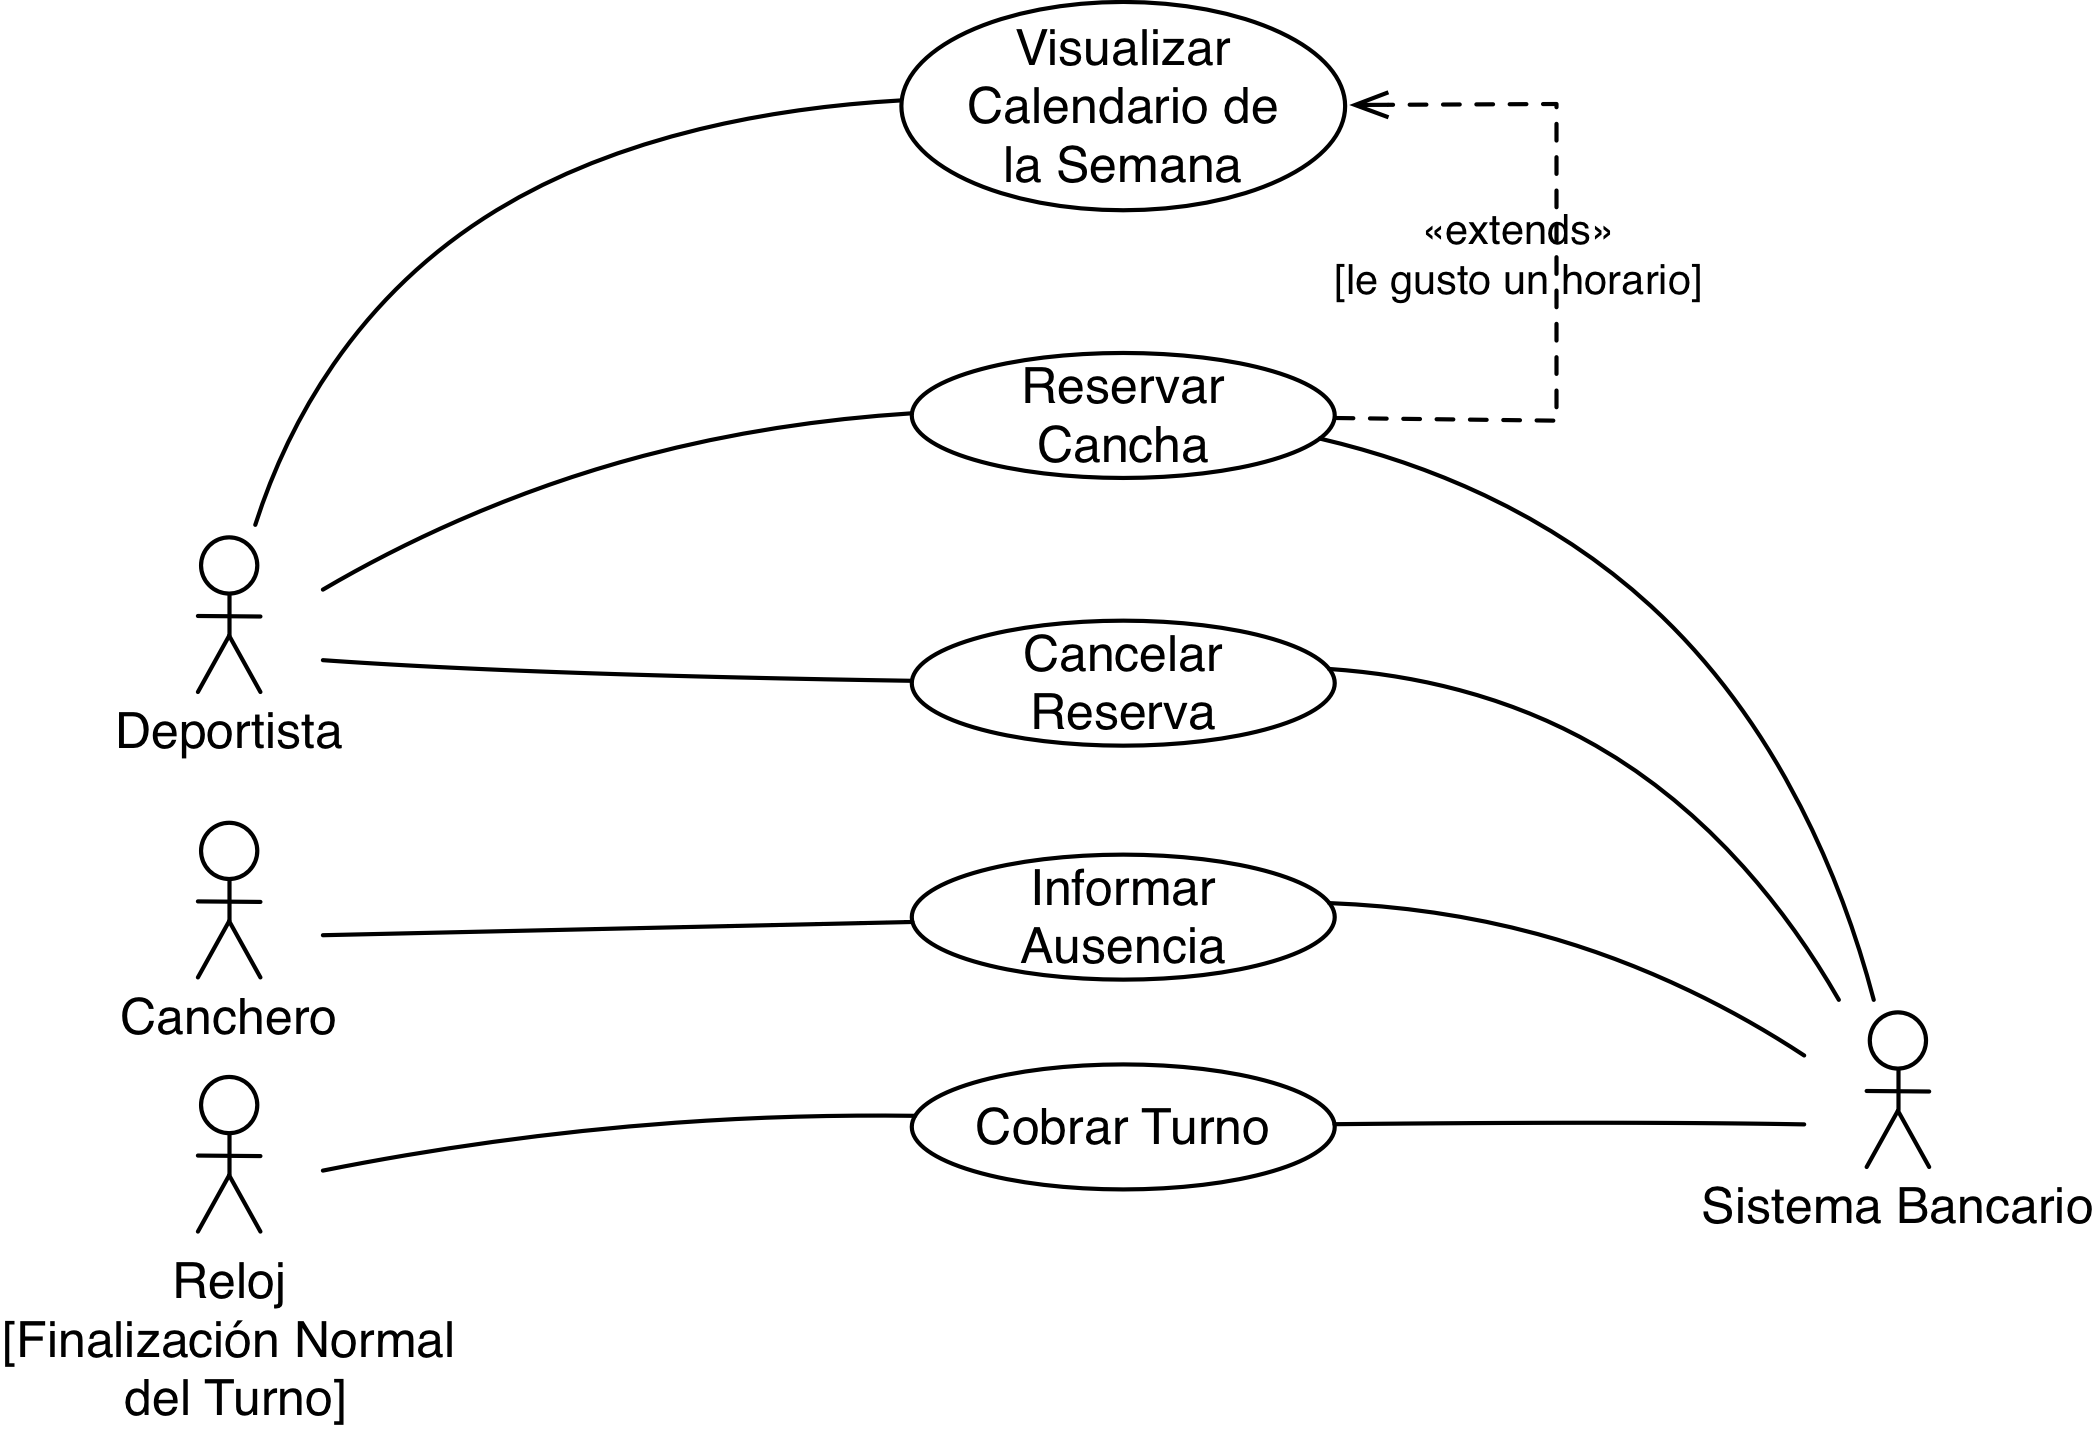 Visualizar
Calendario de
la Semana
«extends»
[le gusto un horario]
Reservar
Cancha
Cancelar
Reserva
Deportista
Informar
Ausencia
Canchero
Cobrar Turno
Sistema Bancario
Reloj
[Finalización Normal
del Turno]